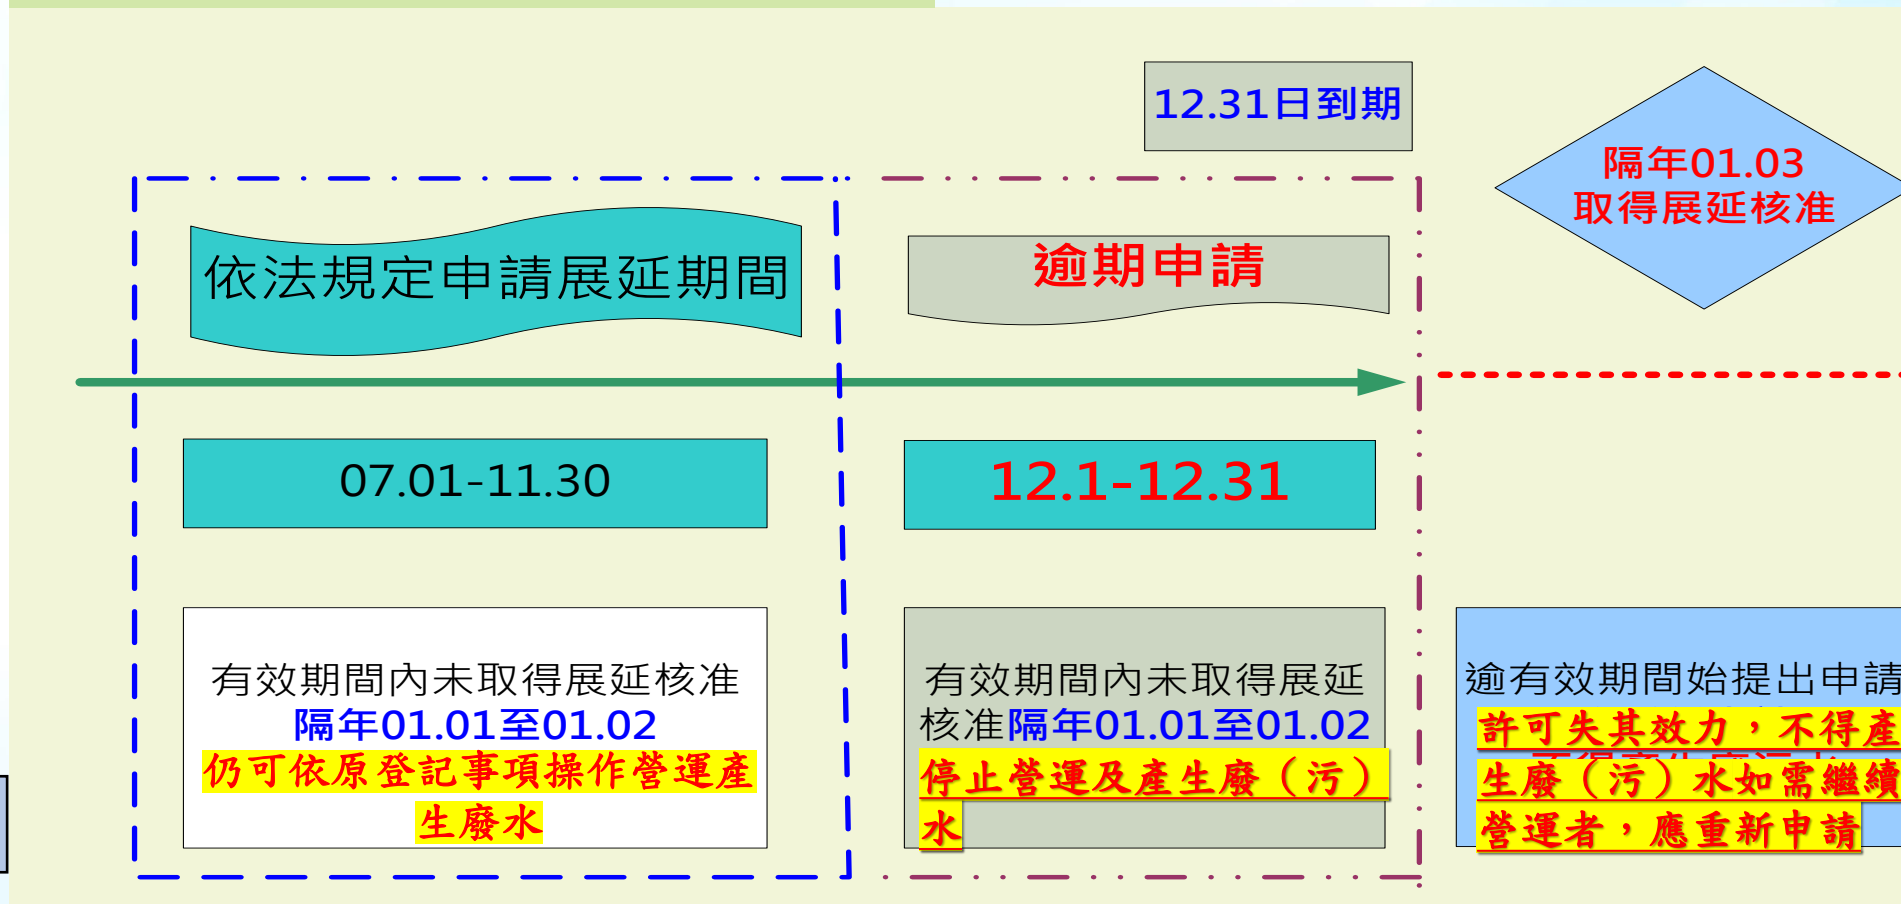 12.31日到期
隔年01.03
取得展延核准
依法規定申請展延期間
逾期申請
07.01-11.30
12.1-12.31
有效期間內未取得展延核准
隔年01.01至01.02
仍可依原登記事項操作營運產
生廢水
有效期間內未取得展延
核准隔年01.01至01.02
停止營運及產生廢（污）
水
逾有效期間始提出申請
許可失其效力，不得產
生廢（污）水如需繼續
營運者，應重新申請